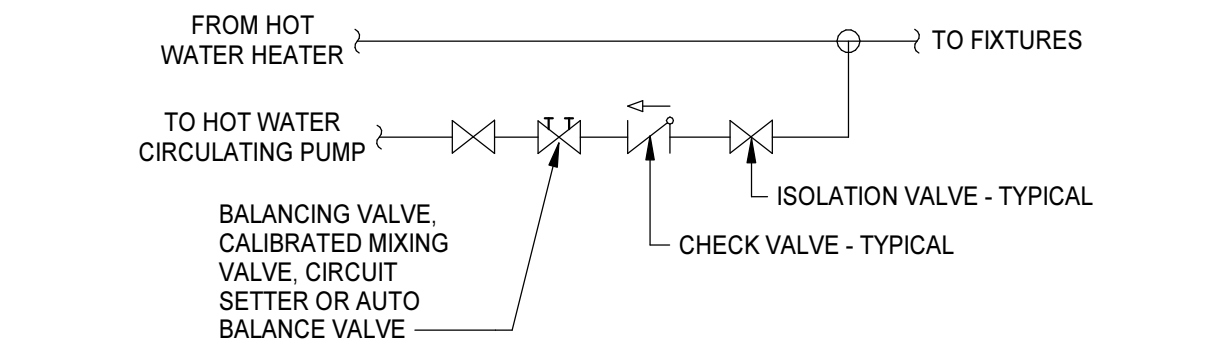 FROM HOT
WATER HEATER
TO FIXTURES
TO HOT WATER
CIRCULATING PUMP
ISOLATION VALVE - TYPICAL
BALANCING VALVE,
CALIBRATED MIXING
VALVE, CIRCUIT
SETTER OR AUTO
BALANCE VALVE
CHECK VALVE - TYPICAL